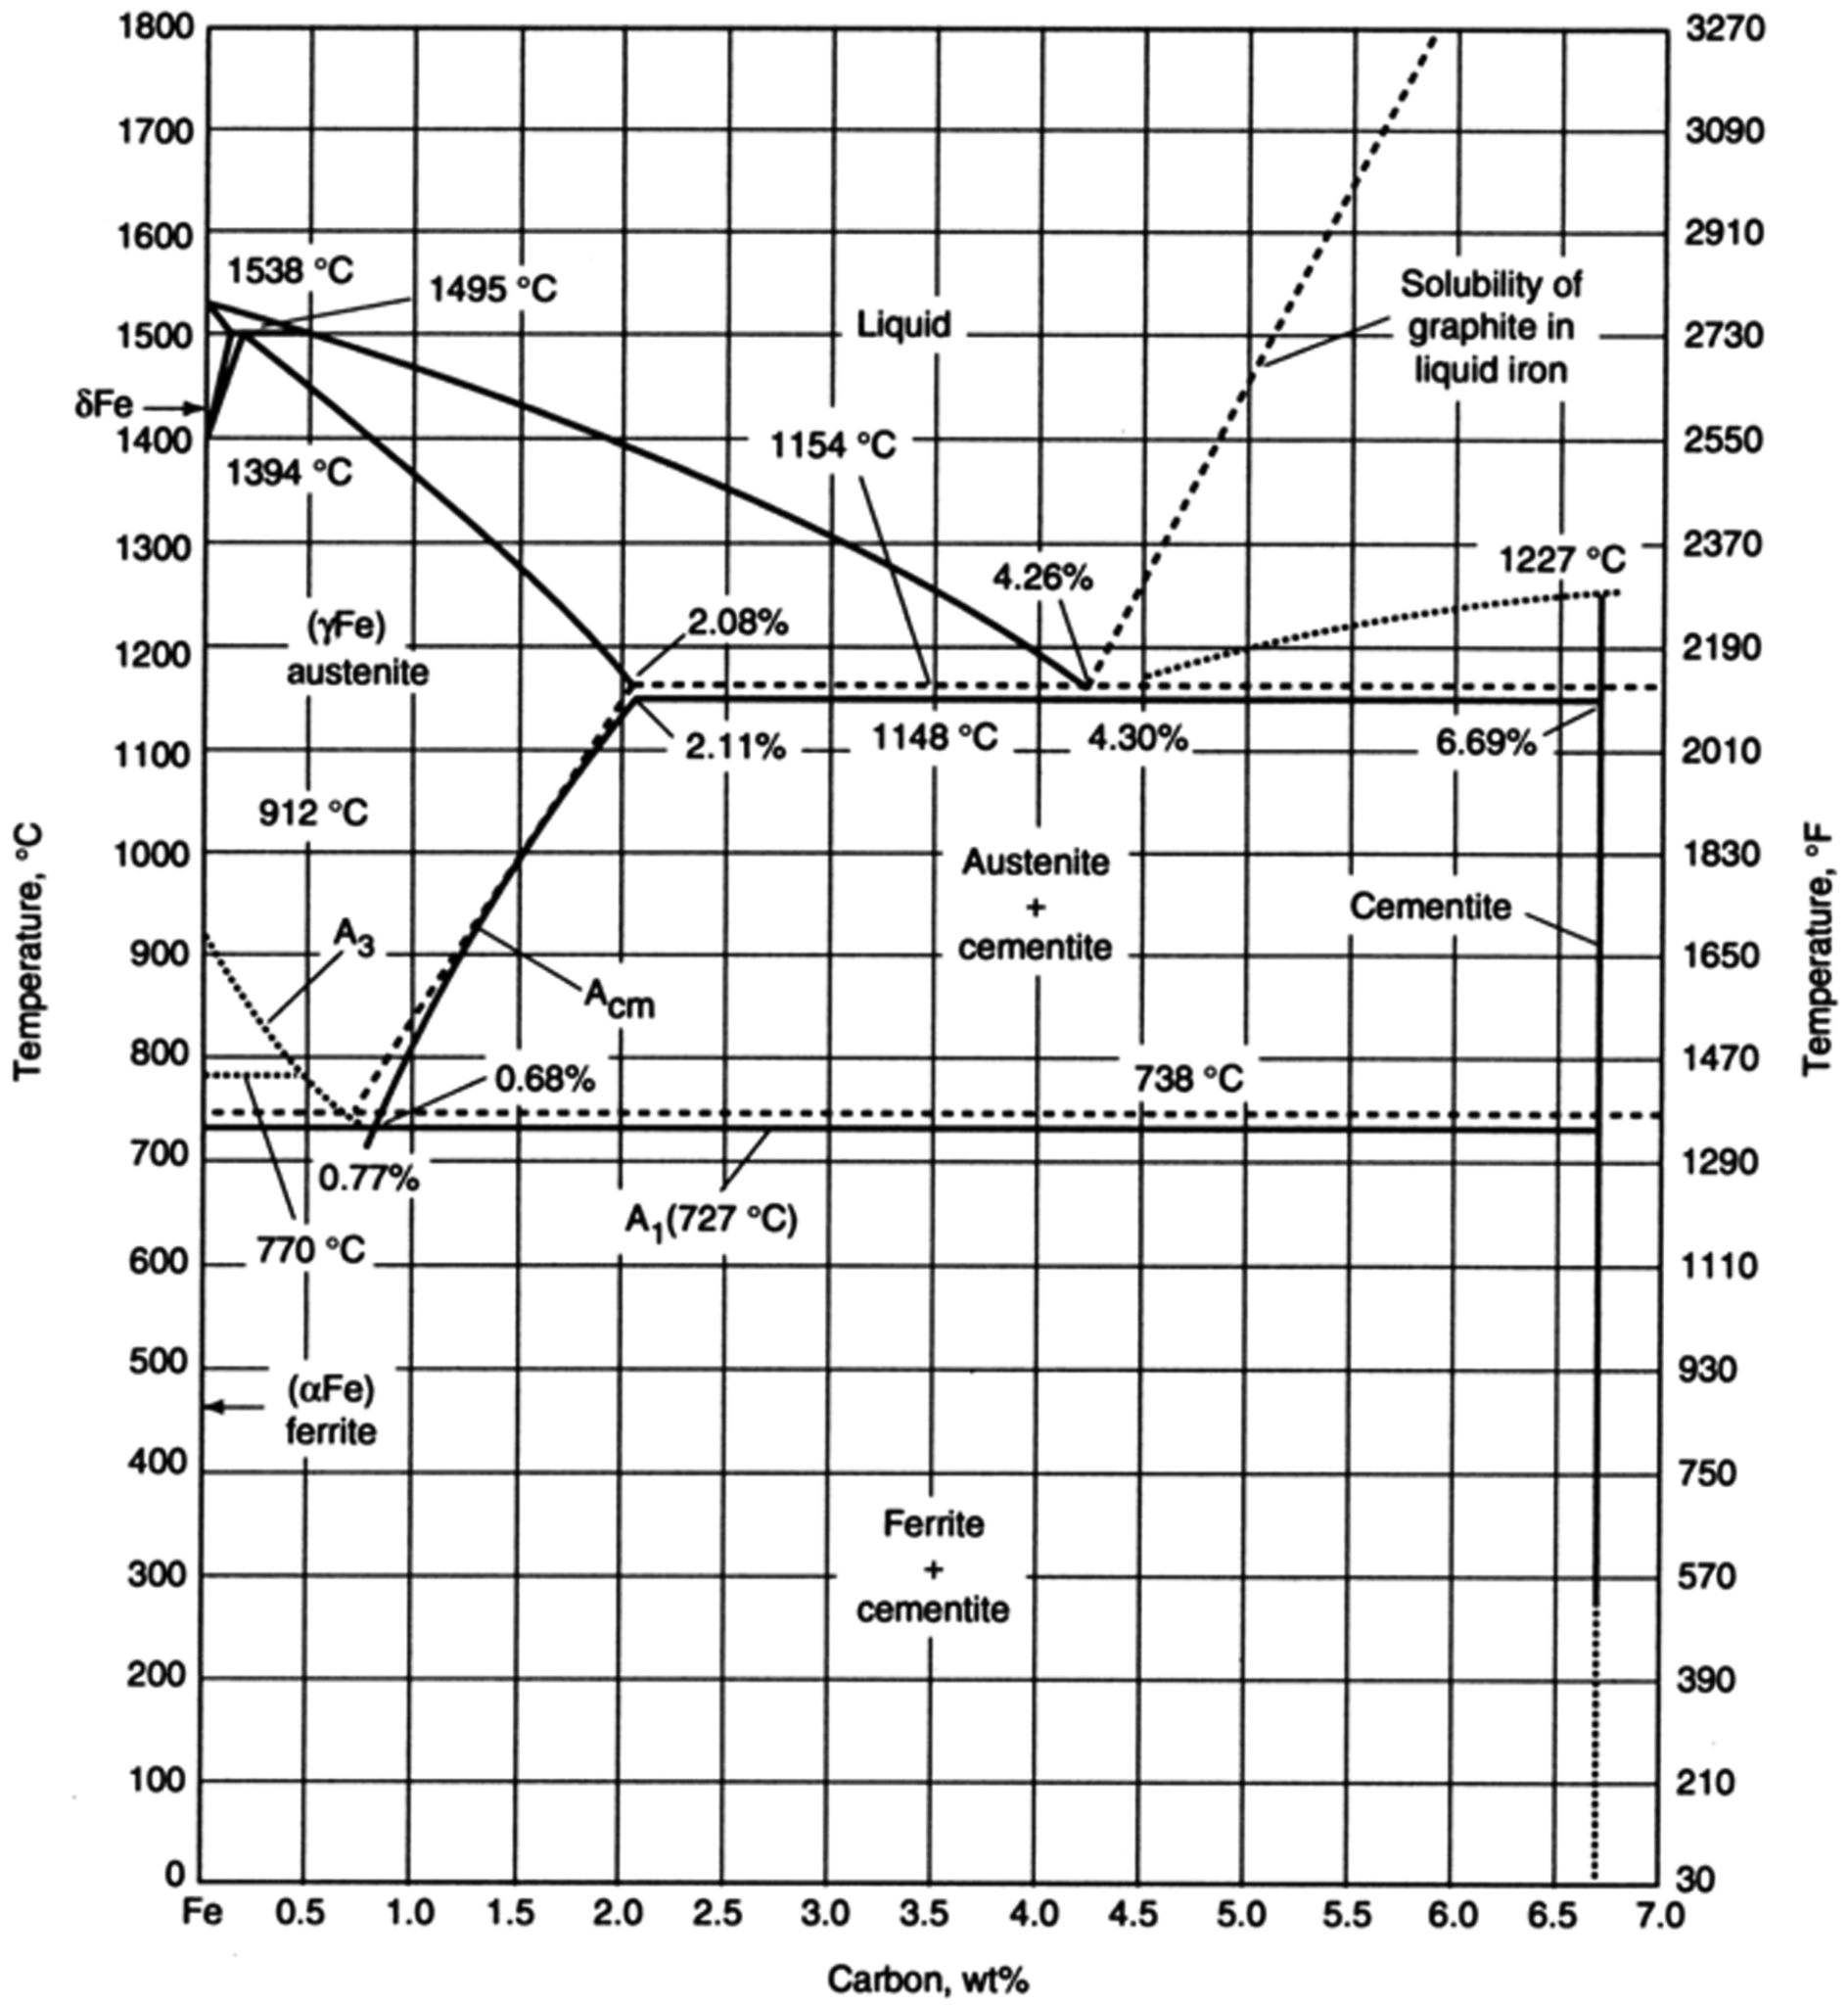 1800
3270
1700
3090
1600
2910
1538 °C
1495 °C
Solubility of
graphite in
liquid iron
1500
Liquid
2730
δFe
1400
1154 °C
2550
1394 °C
1300
2370
1227 °C
4.26%
(γFe)
austenite
2.08%
1200
2190
2.11%
1148 °C
4.30%
6.69%
1100
2010
912 °C
1000
Austenite
+
cementite
1830
Cementite
Temperature, °C
Temperature, °F
A3
900
1650
Acm
800
1470
0.68%
738 °C
700
1290
0.77%
A1(727 °C)
770 °C
600
1110
500
930
(αFe)
ferrite
400
750
Ferrite
+
cementite
300
570
200
390
100
210
0
30
Fe 0.5 1.0 1.5 2.0 2.5 3.0 3.5 4.0 4.5 5.0 5.5 6.0 6.5 7.0
Carbon, wt%